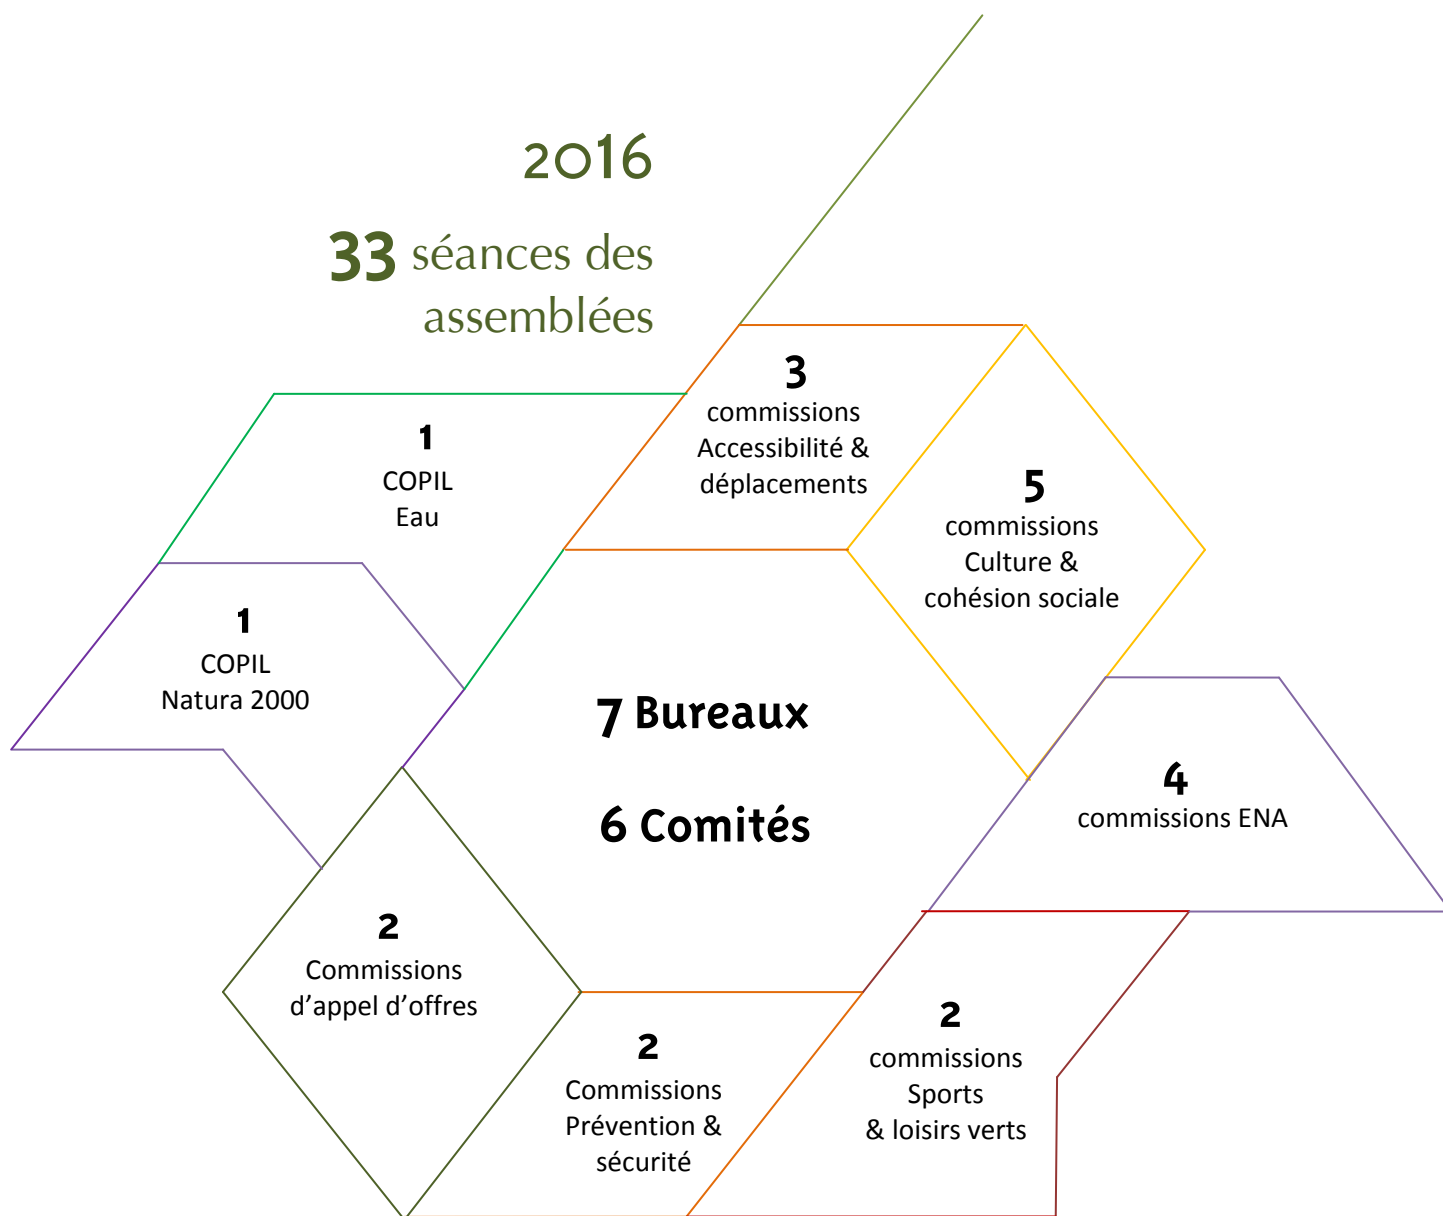 2016
33 séances des
assemblées
3
commissions
Accessibilité &
déplacements
1
COPIL
Eau
5
commissions
Culture &
cohésion sociale
1
COPIL
Natura 2000
7 Bureaux
6 Comités
4
commissions ENA
2
Commissions
d’appel d’offres
2
Commissions
Prévention &
sécurité
2
commissions
Sports
& loisirs verts